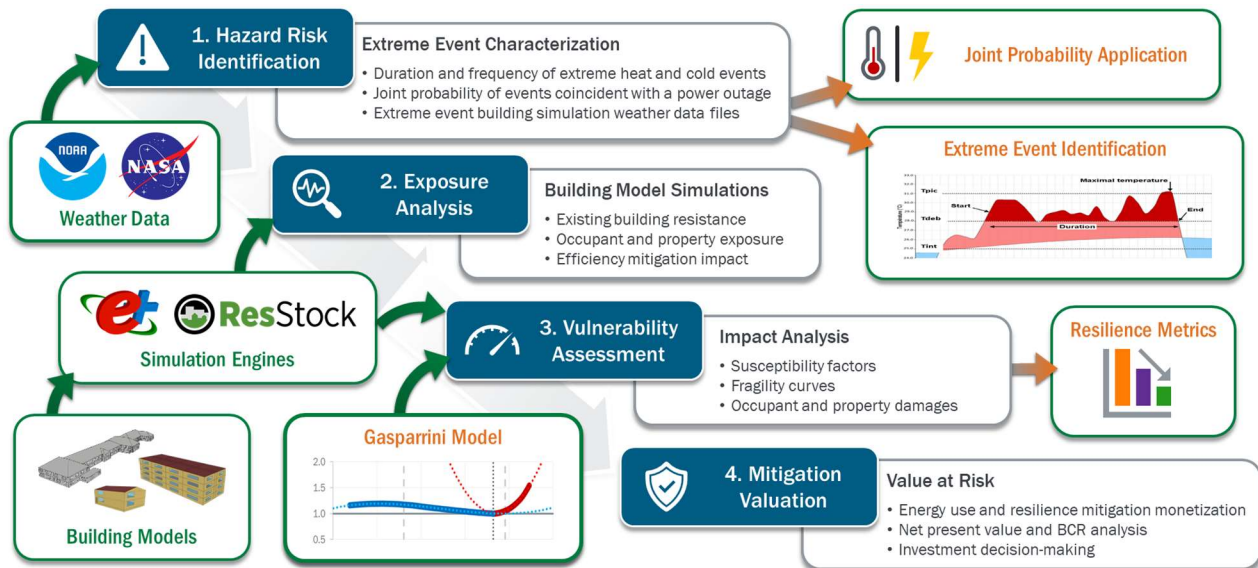 1. Hazard Risk
Identification
Extreme Event Characterization
• Duration and frequency of extreme heat and cold events
• Joint probability of events coincident with a power outage
• Extreme event building simulation weather data files
Joint Probability Application
NOAA
NASA
Weather Data
2. Exposure
Analysis
Building Model Simulations
• Existing building resistance
• Occupant and property exposure
• Efficiency mitigation impact
Extreme Event Identification
Maximal temperature
Tpic
Start
End
Tdeb
Duration
Tint
e+
ResStock
Simulation Engines
3. Vulnerability
Assessment
Impact Analysis
• Susceptibility factors
• Fragility curves
• Occupant and property damages
Resilience Metrics
Building Models
Gasparrini Model
2.0
1.5
1.0
0.5
4. Mitigation
Valuation
Value at Risk
• Energy use and resilience mitigation monetization
• Net present value and BCR analysis
• Investment decision-making